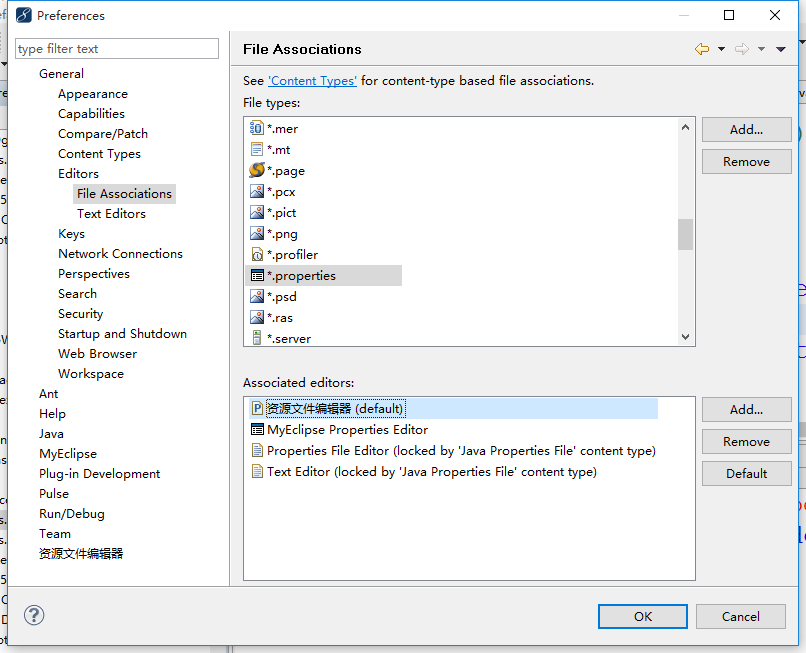 Preferences
type filter text
General
Appearance
Capabilities
Compare/Patch
Content Types
Editors
File Associations
Text Editors
Keys
Network Connections
Perspectives
Search
Security
Startup and Shutdown
Web Browser
Workspace
Ant
Help
Java
MyEclipse
Plug-in Development
Pulse
Run/Debug
Team
资源文件编辑器
File Associations
See 'Content Types' for content-type based file associations.
File types:
*.mer
*.mt
*.page
*.pcx
*.pict
*.png
*.profiler
*.properties
*.psd
*.ras
*.server
Add...
Remove
Associated editors:
资源文件编辑器 (default)
MyEclipse Properties Editor
Properties File Editor (locked by 'Java Properties File' content type)
Text Editor (locked by 'Java Properties File' content type)
Add...
Remove
Default
OK
Cancel